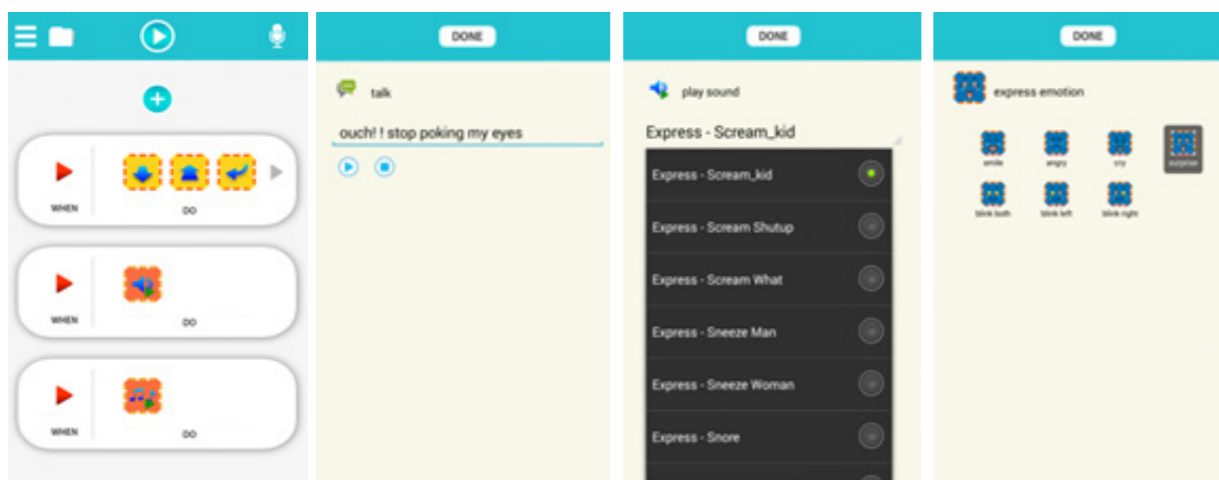 WHEN
DO
WHEN
DO
WHEN
DO
DONE
talk
ouch! ! stop poking my eyes
DONE
play sound
Express - Scream_kid
Express - Scream_kid
Express - Scream Shutup
Express - Scream What
Express - Sneeze Man
Express - Sneeze Woman
Express - Snore
DONE
express emotion
smile angry cry surprise
blink both blink left blink right